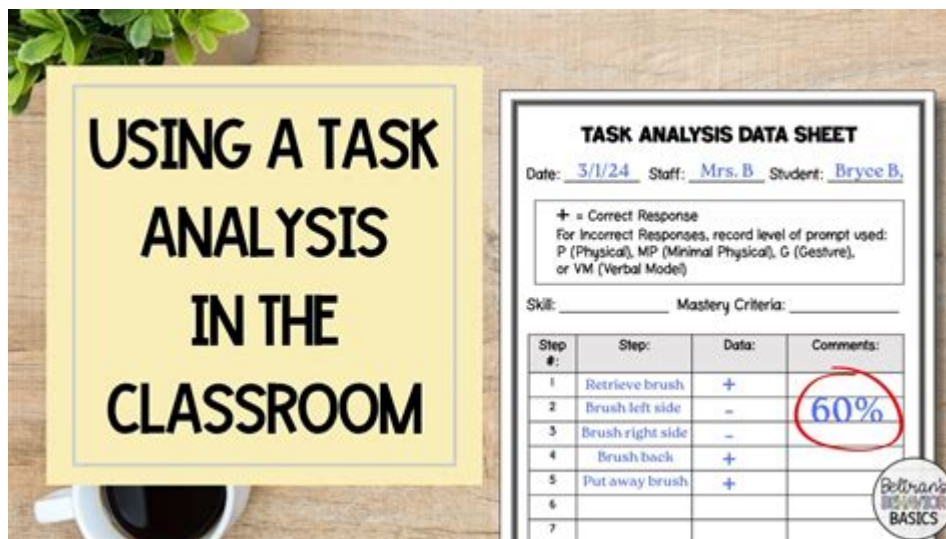 USING A TASK
ANALYSIS
IN THE
CLASSROOM
TASK ANALYSIS DATA SHEET
Date: 3/1/24 Staff: Mrs. B Student: Bryce B.
+ = Correct Response
For Incorrect Responses, record level of prompt used:
P (Physical), MP (Minimal Physical), G (Gesture),
or VM (Verbal Model)
Skill: Mastery Criteria:
Step Step: Data: Comments:
#:
1 Retrieve brush +
2 Brush left side - 60%
3 Brush right side -
4 Brush back +
5 Put away brush +
6
7
Beltran's
BEHAVIOR
BASICS